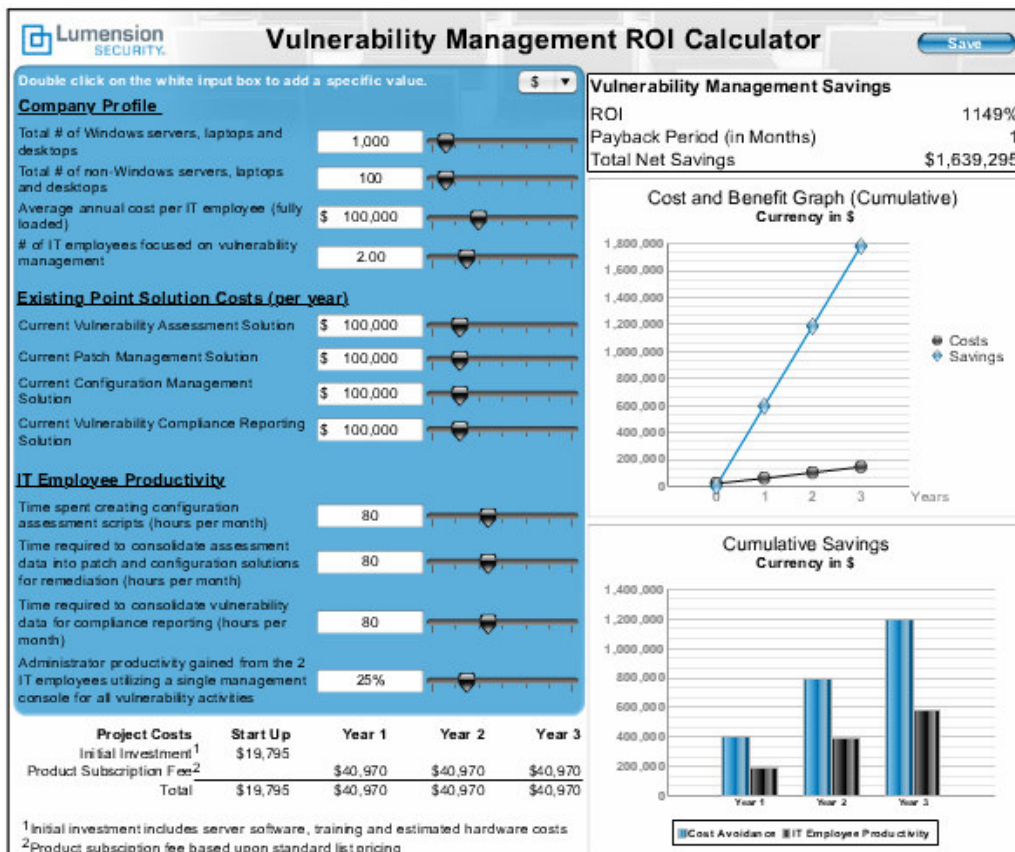 Lumension
SECURITY.
Vulnerability Management ROI Calculator
Save
Double click on the white input box to add a specific value.
$
Company Profile
Total # of Windows servers, laptops and
desktops
1,000
Total # of non-Windows servers, laptops
and desktops
100
Average annual cost per IT employee (fully
loaded)
$ 100,000
# of IT employees focused on vulnerability
management
2.00
Existing Point Solution Costs (per year)
Current Vulnerability Assessment Solution
$ 100,000
Current Patch Management Solution
$ 100,000
Current Configuration Management
Solution
$ 100,000
Current Vulnerability Compliance Reporting
Solution
$ 100,000
IT Employee Productivity
Time spent creating configuration
assessment scripts (hours per month)
80
Time required to consolidate assessment
data into patch and configuration solutions
for remediation (hours per month)
80
Time required to consolidate vulnerability
data for compliance reporting (hours per
month)
80
Administrator productivity gained from the 2
IT employees utilizing a single management
console for all vulnerability activities
25%
Project Costs Start Up Year 1 Year 2 Year 3
Initial Investment1 $19,795
Product Subscription Fee2 $40,970 $40,970 $40,970
Total $19,795 $40,970 $40,970 $40,970
1Initial investment includes server software, training and estimated hardware costs
2Product subsciption fee based upon standard list pricing
Vulnerability Management Savings
ROI 1149%
Payback Period (in Months) 1
Total Net Savings $1,639,295
Cost and Benefit Graph (Cumulative)
Currency in $
1,800,000
1,600,000
1,400,000
1,200,000
1,000,000
800,000
600,000
400,000
200,000
0
0 1 2 3 Years
Costs
Savings
Cumulative Savings
Currency in $
1,400,000
1,200,000
1,000,000
800,000
600,000
400,000
200,000
0
Year 1 Year 2 Year 3
Cost Avoidance IT Employee Productivity